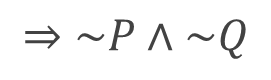 ⇒ ~P ∧ ~Q